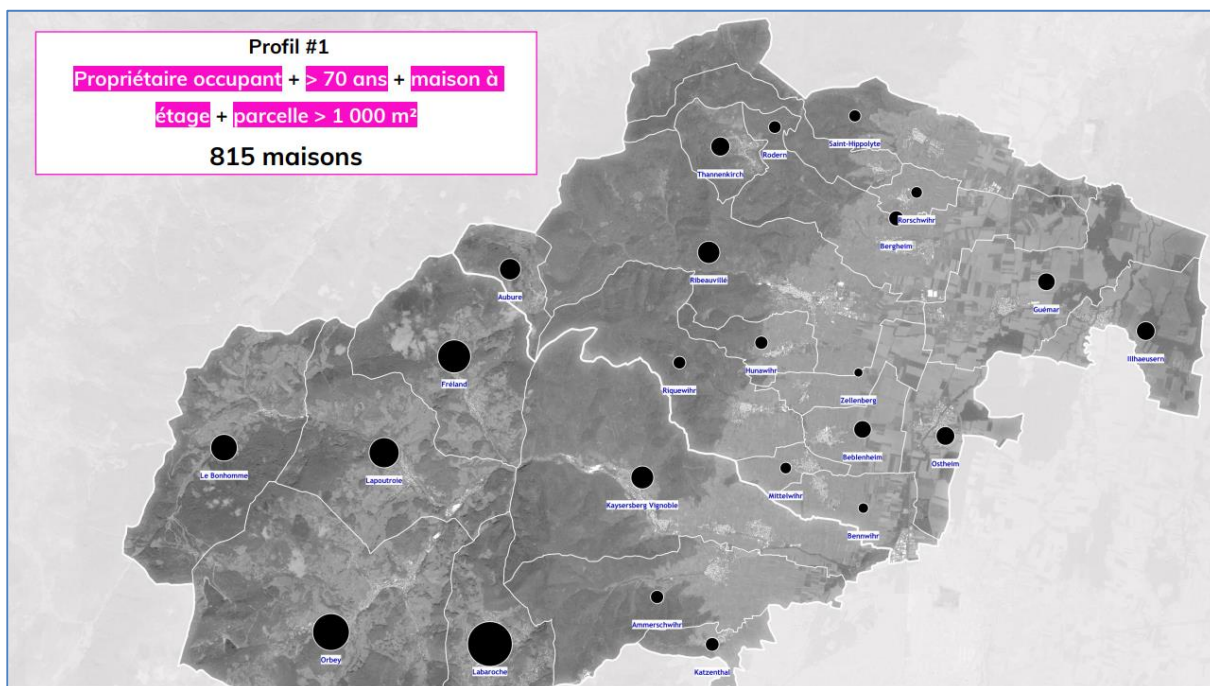 Profil #1
Propriétaire occupant + > 70 ans + maison à
étage + parcelle > 1 000 m²
815 maisons
Saint-Hippolyte
Rodern
Thannenkirch
Rorschwihr
Bergheim
Ribeauvillé
Aubure
Guémar
Illhaeusern
Hunawihr
Riquewihr
Fréland
Zellenberg
Beblenheim
Ostheim
Le Bonhomme
Lapoutroie
Mittelwihr
Kaysersberg Vignoble
Bennwihr
Ammerschwihr
Orbey
Labaroche
Katzenthal